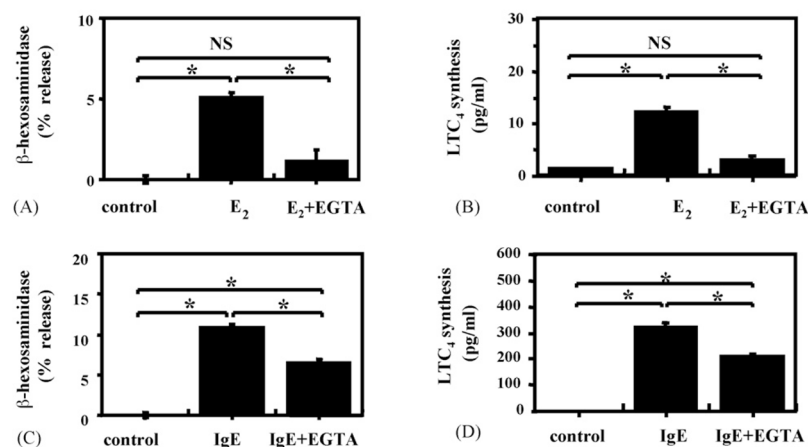 10
5
0
β-hexosaminidase
(% release)
NS
*
*
control
E₂
E₂+EGTA
(A)
30
20
10
0
LTC₄ synthesis
(pg/ml)
NS
*
*
control
E₂
E₂+EGTA
(B)
20
15
10
5
0
β-hexosaminidase
(% release)
*
*
*
control
IgE
IgE+EGTA
(C)
600
500
400
300
200
100
0
LTC₄ synthesis
(pg/ml)
*
*
*
control
IgE
IgE+EGTA
(D)